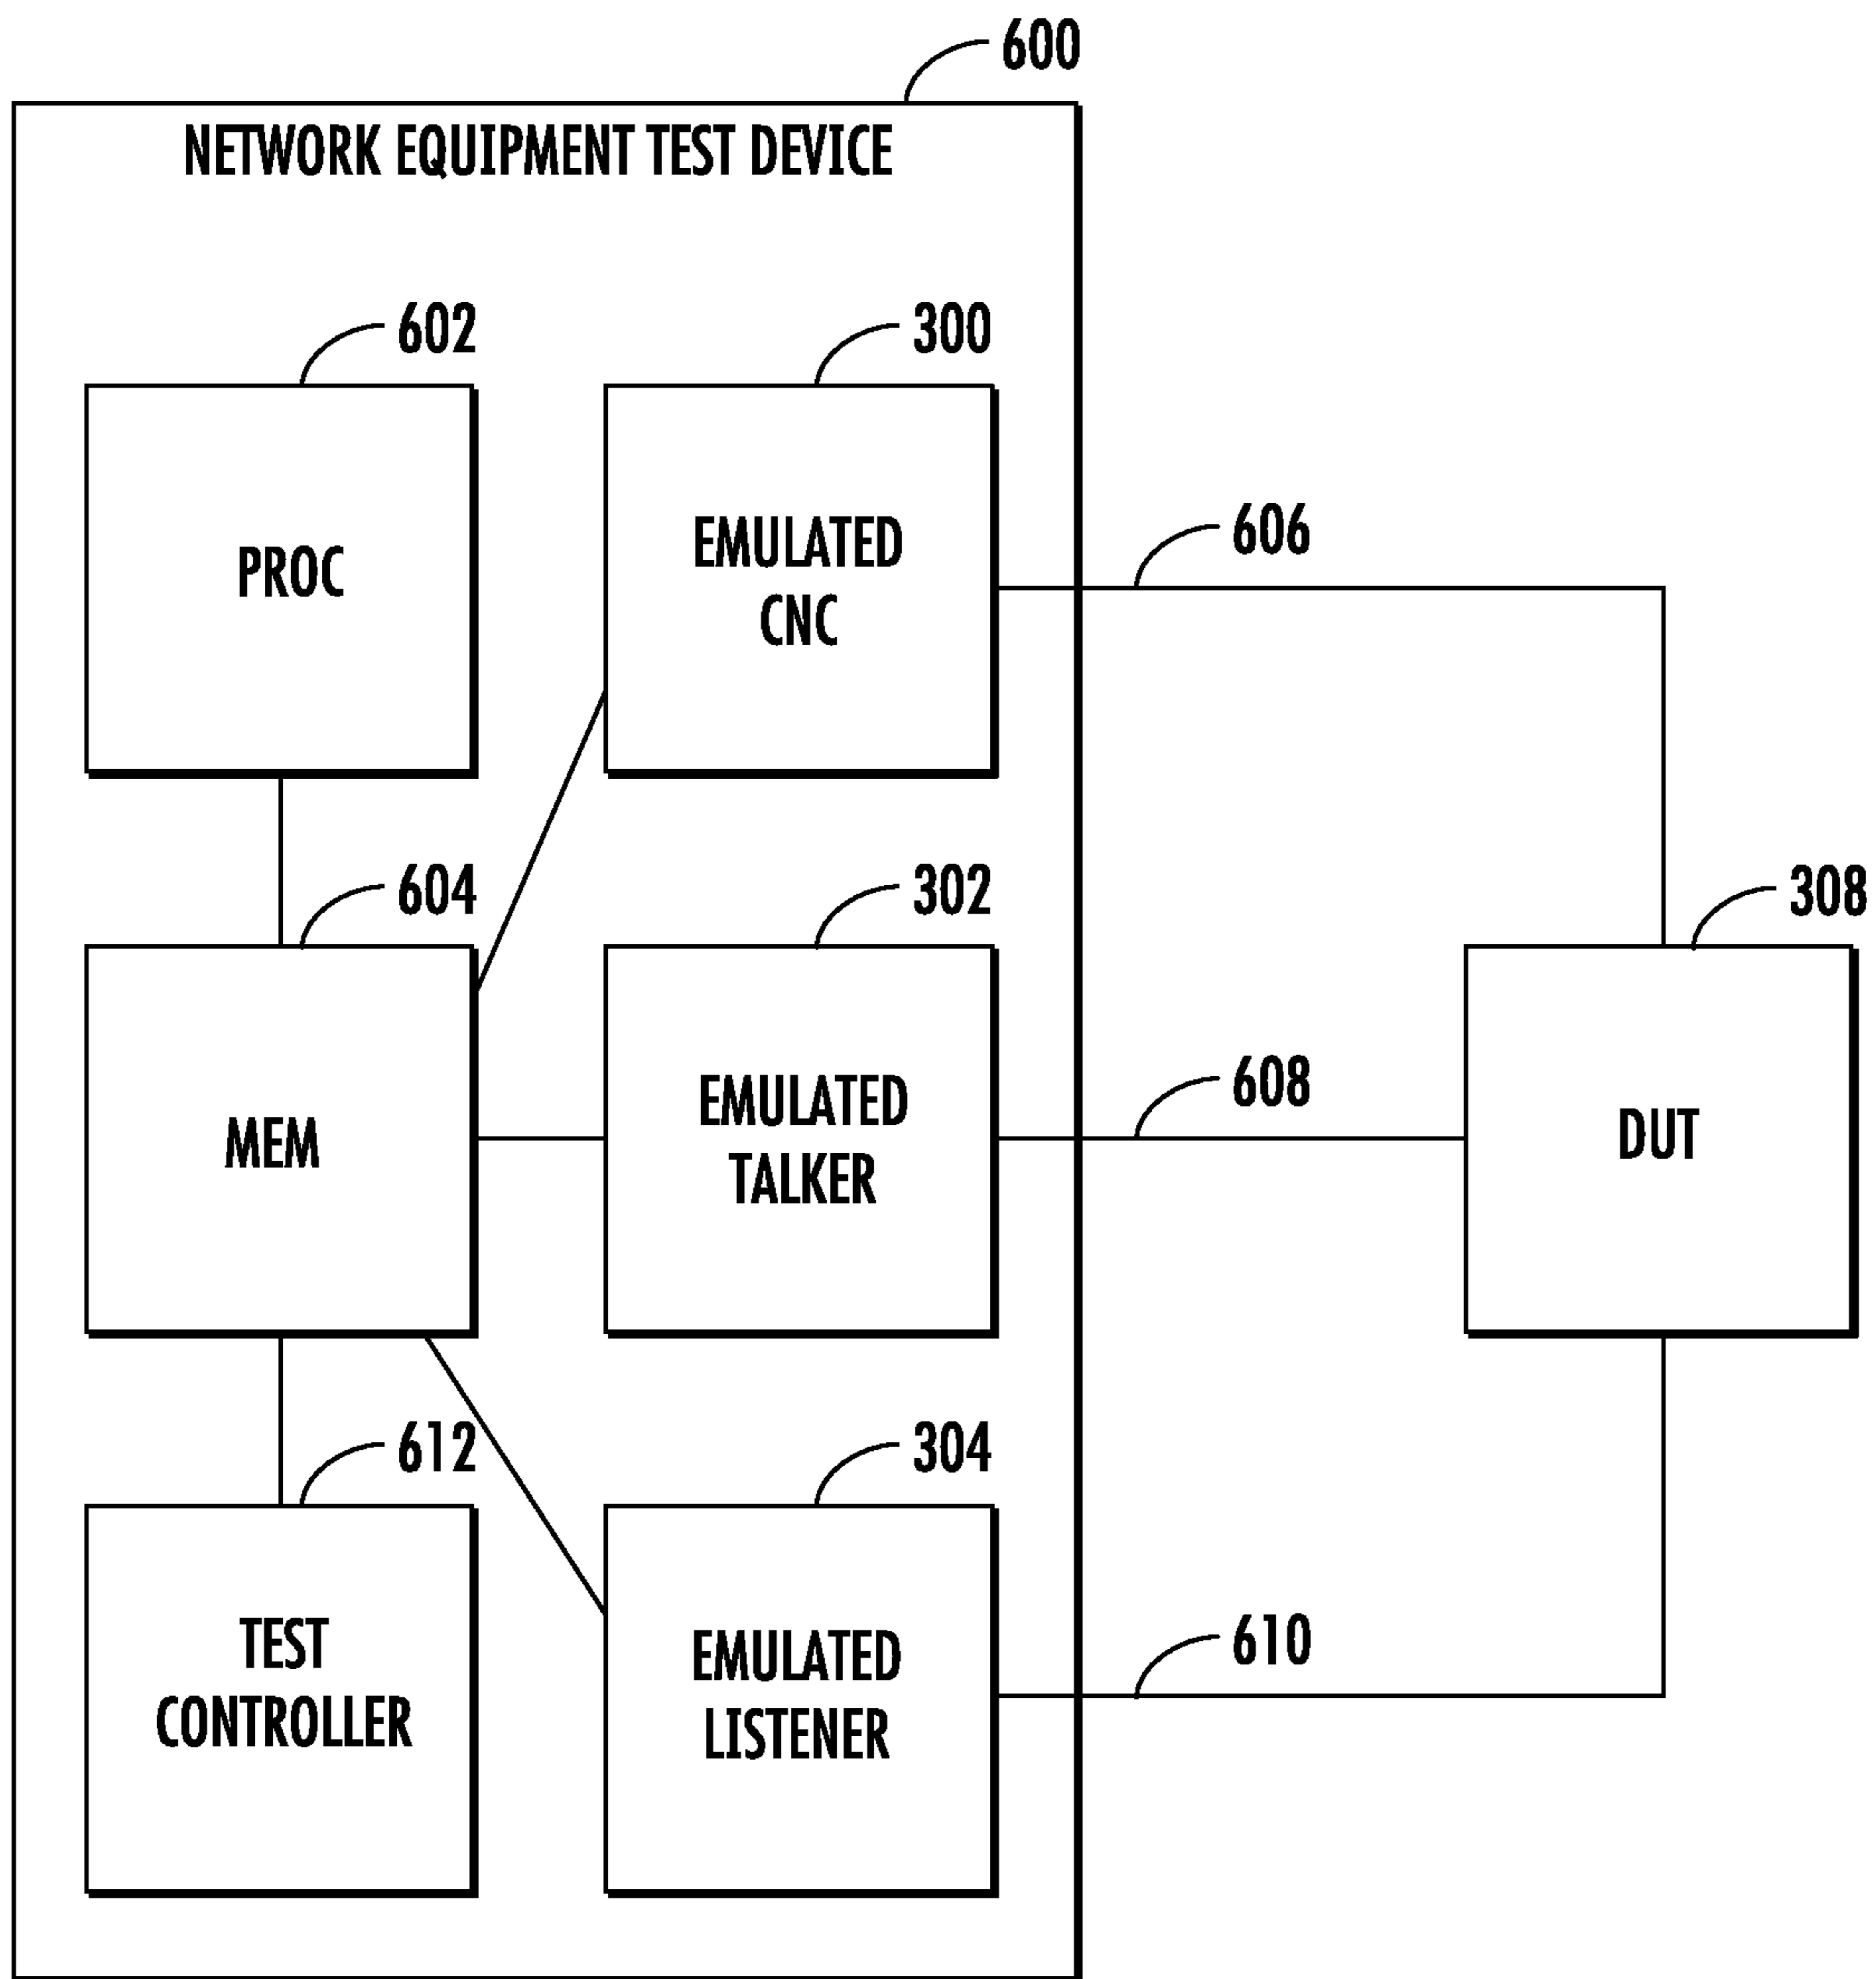 600
NETWORK EQUIPMENT TEST DEVICE
602
300
PROC
EMULATED
CNC
606
604
302
308
MEM
EMULATED
TALKER
608
DUT
612
304
TEST
CONTROLLER
EMULATED
LISTENER
610